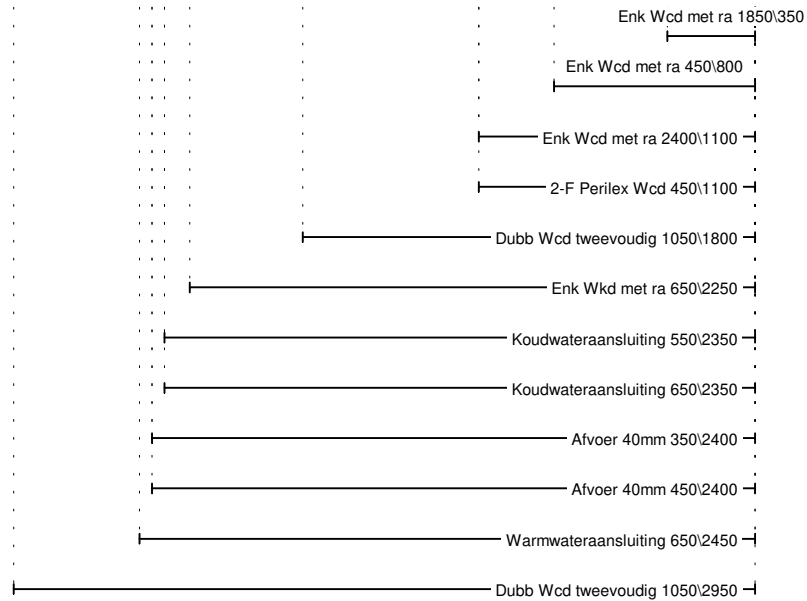 Enk Wcd met ra 1850\350
Enk Wcd met ra 450\800
Enk Wcd met ra 2400\1100
2-F Perilex Wcd 450\1100
Dubb Wcd tweevoudig 1050\1800
Enk Wkd met ra 650\2250
Koudwateraansluiting 550\2350
Koudwateraansluiting 650\2350
Afvoer 40mm 350\2400
Afvoer 40mm 450\2400
Warmwateraansluiting 650\2450
Dubb Wcd tweevoudig 1050\2950